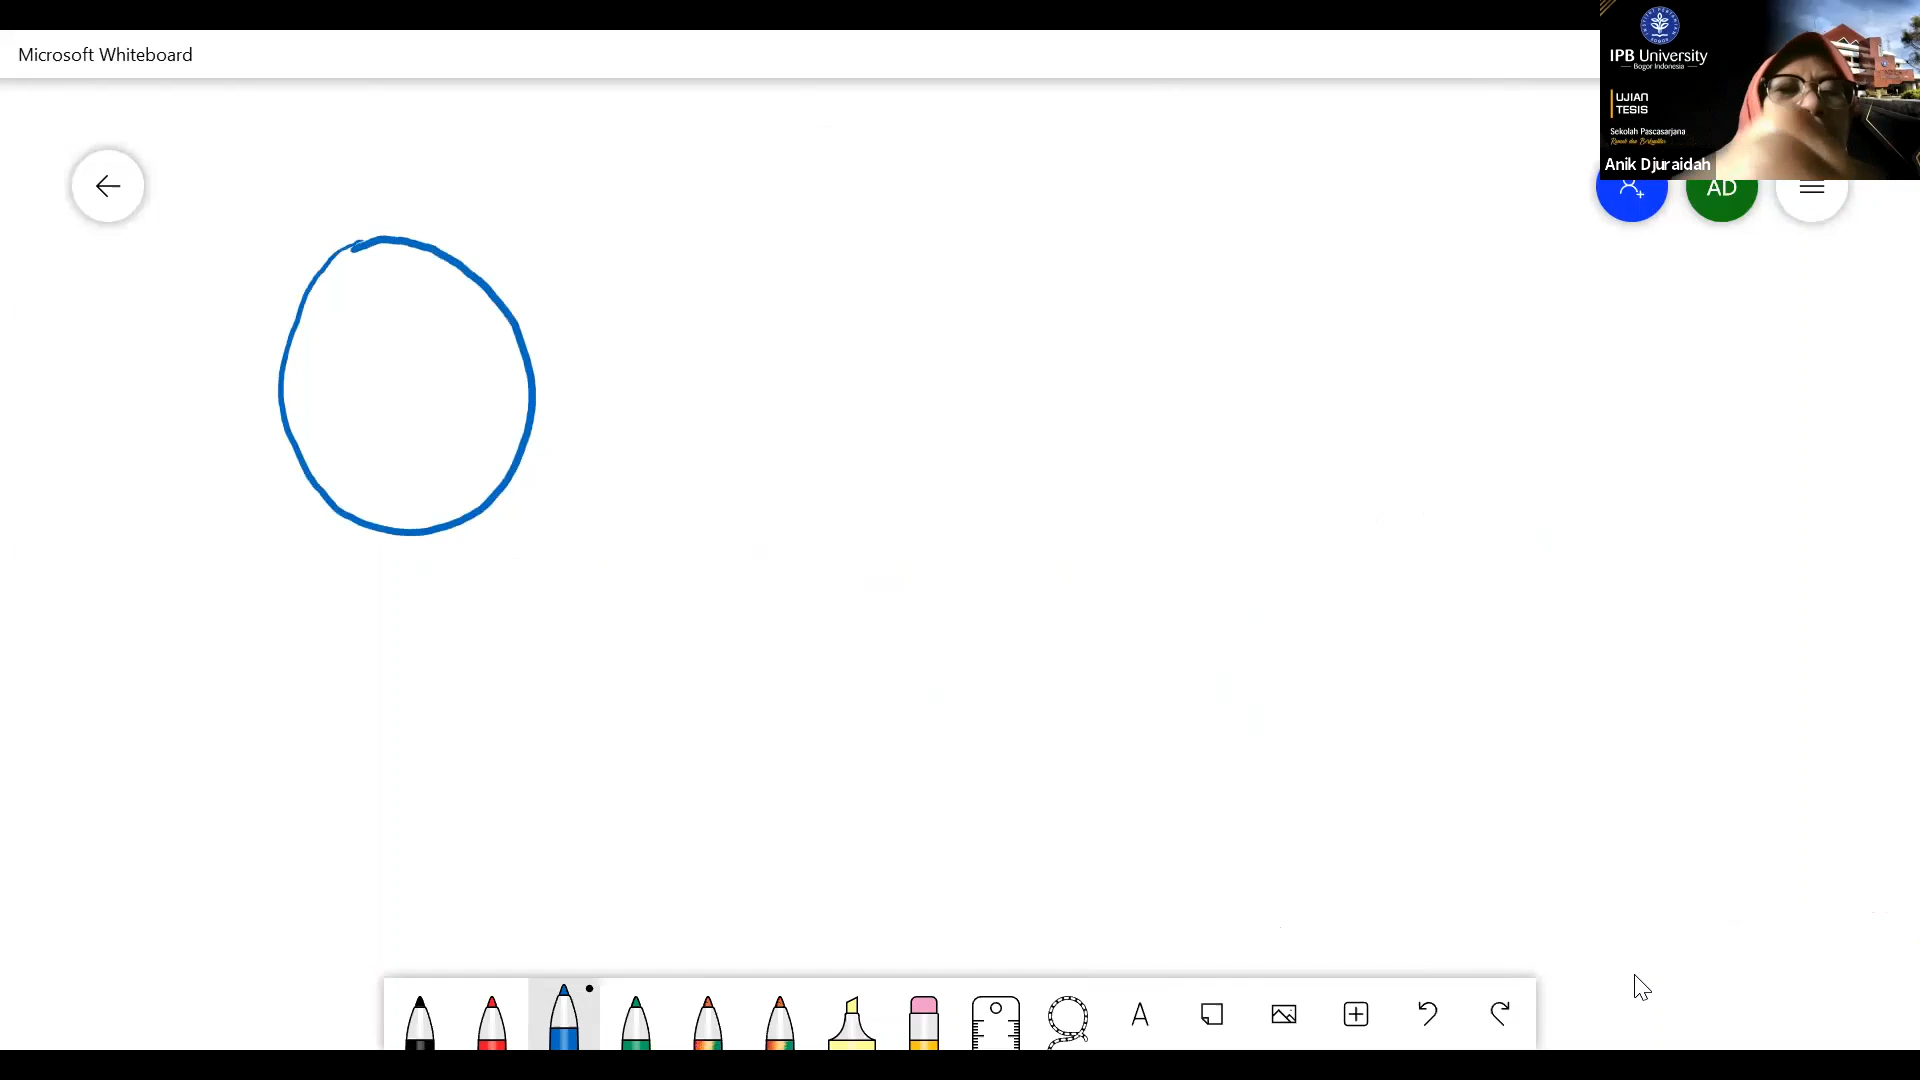 Microsoft Whiteboard
IPB University
Bogor Indonesia
UJIAN
TESIS
Sekolah Pascasarjana
Anik Djuraidah
AD
A